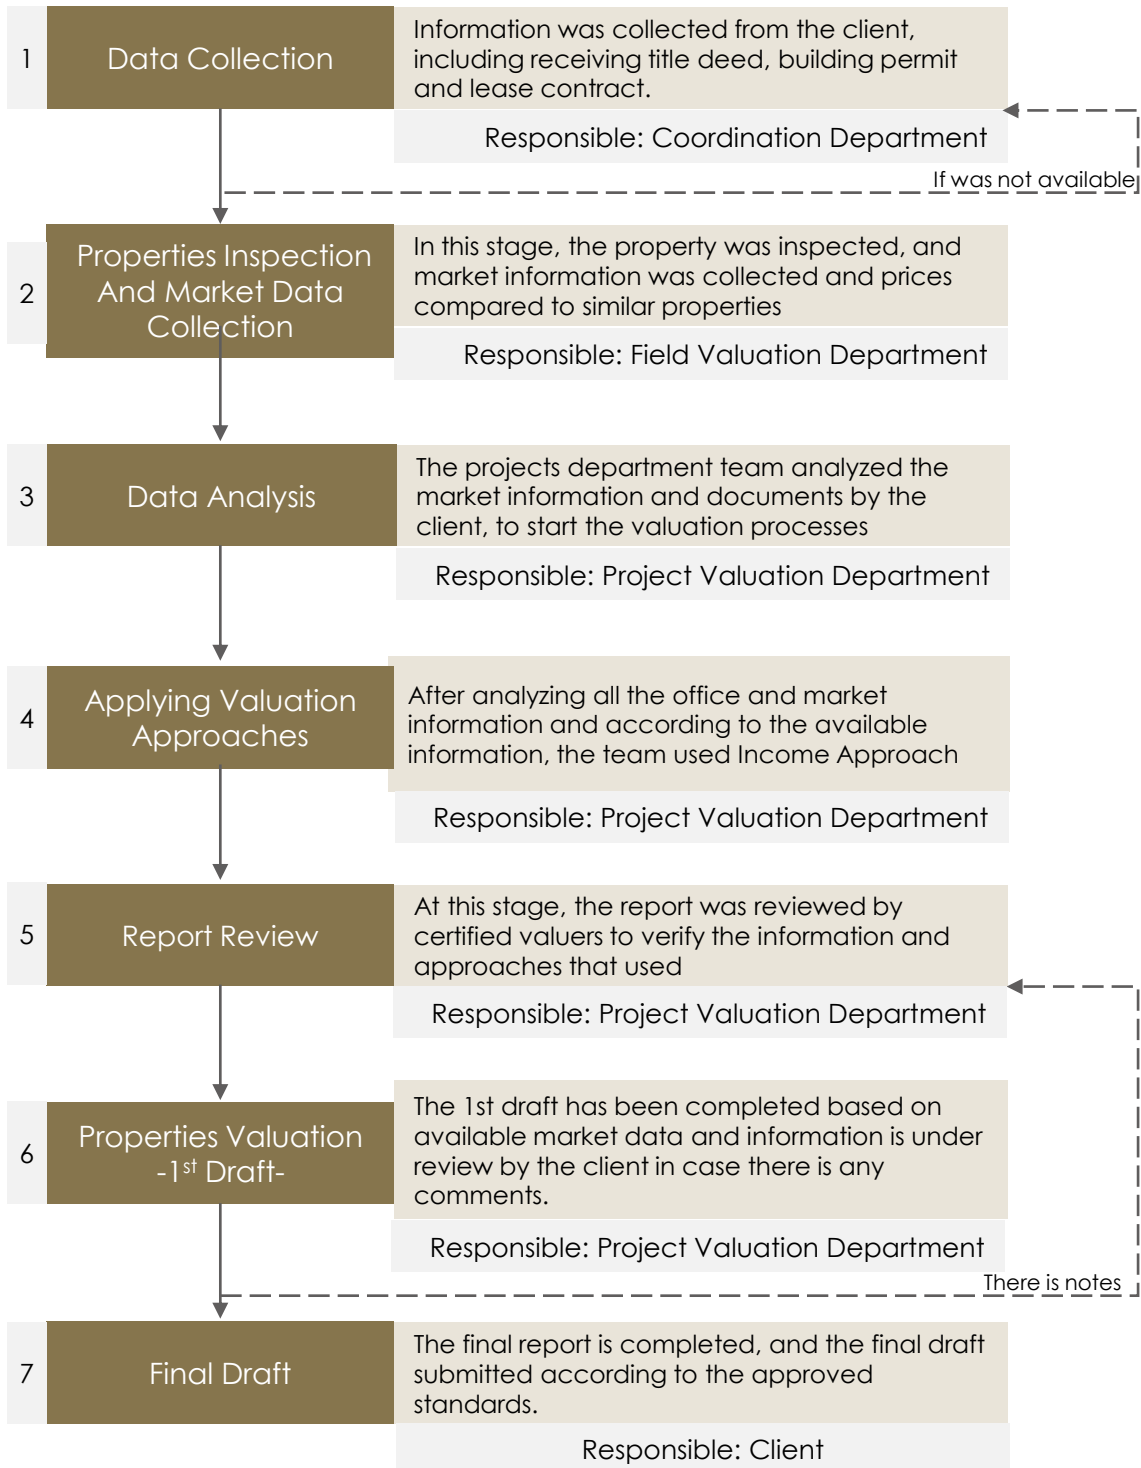 1
Data Collection
Information was collected from the client,
including receiving title deed, building permit
and lease contract.
Responsible: Coordination Department
If was not available
2
Properties Inspection
And Market Data
Collection
In this stage, the property was inspected, and
market information was collected and prices
compared to similar properties
Responsible: Field Valuation Department
3
Data Analysis
The projects department team analyzed the
market information and documents by the
client, to start the valuation processes
Responsible: Project Valuation Department
4
Applying Valuation
Approaches
After analyzing all the office and market
information and according to the available
information, the team used Income Approach
Responsible: Project Valuation Department
5
Report Review
At this stage, the report was reviewed by
certified valuers to verify the information and
approaches that used
Responsible: Project Valuation Department
6
Properties Valuation
-1st Draft-
The 1st draft has been completed based on
available market data and information is under
review by the client in case there is any
comments.
Responsible: Project Valuation Department
There is notes
7
Final Draft
The final report is completed, and the final draft
submitted according to the approved
standards.
Responsible: Client